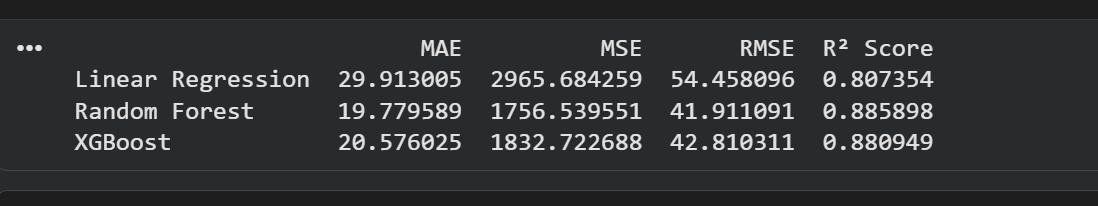 ••• MAE MSE RMSE R² Score
Linear Regression 29.913005 2965.684259 54.458096 0.807354
Random Forest 19.779589 1756.539551 41.911091 0.885898
XGBoost 20.576025 1832.722688 42.810311 0.880949